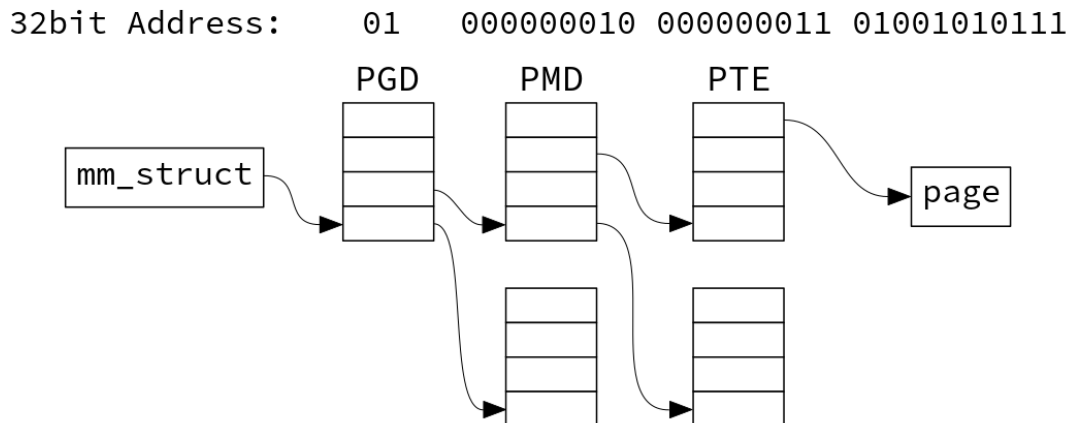 32bit Address: 01 000000010 000000011 01001010111
PGD PMD PTE
mm_struct
page